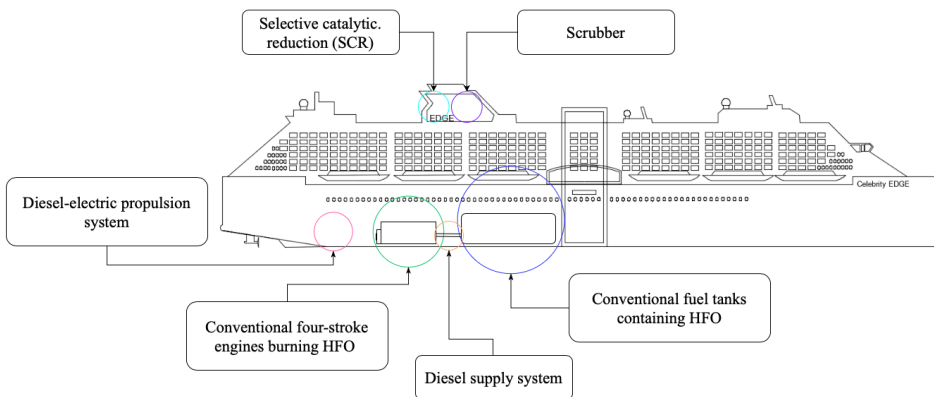 Selective catalytic.
reduction (SCR)
Scrubber
EDGE
Celebrity EDGE
Diesel-electric propulsion
system
Conventional four-stroke
engines burning HFO
Diesel supply system
Conventional fuel tanks
containing HFO